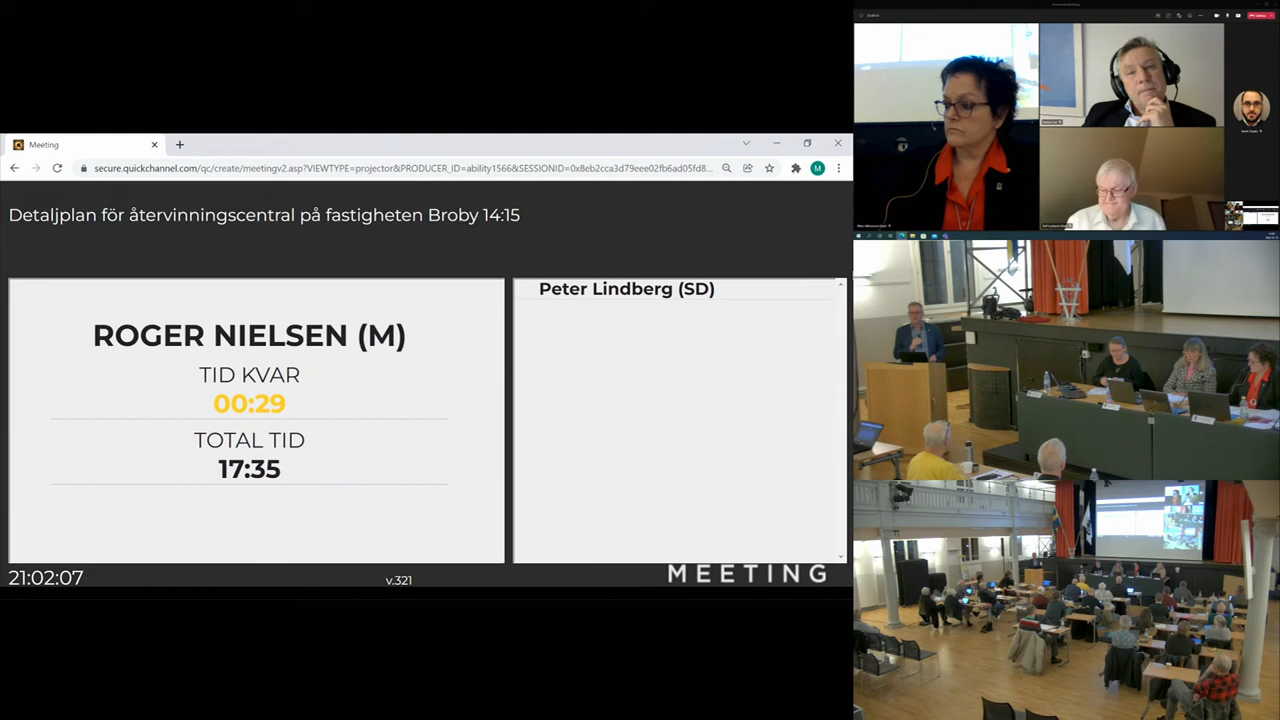 Meeting
secure.quickchannel.com/qc/create/meetingv2.asp?VIEWTYPE=projector&PRODUCER_ID=ability1566&SESSIONID=0x8eb2cca3d79eee02fb6ad05fd8...
M
Detaljplan för återvinningscentral på fastigheten Broby 14:15
ROGER NIELSEN (M)
TID KVAR
00:29
TOTAL TID
17:35
Peter Lindberg (SD)
21:02:07
v.321
MEETING